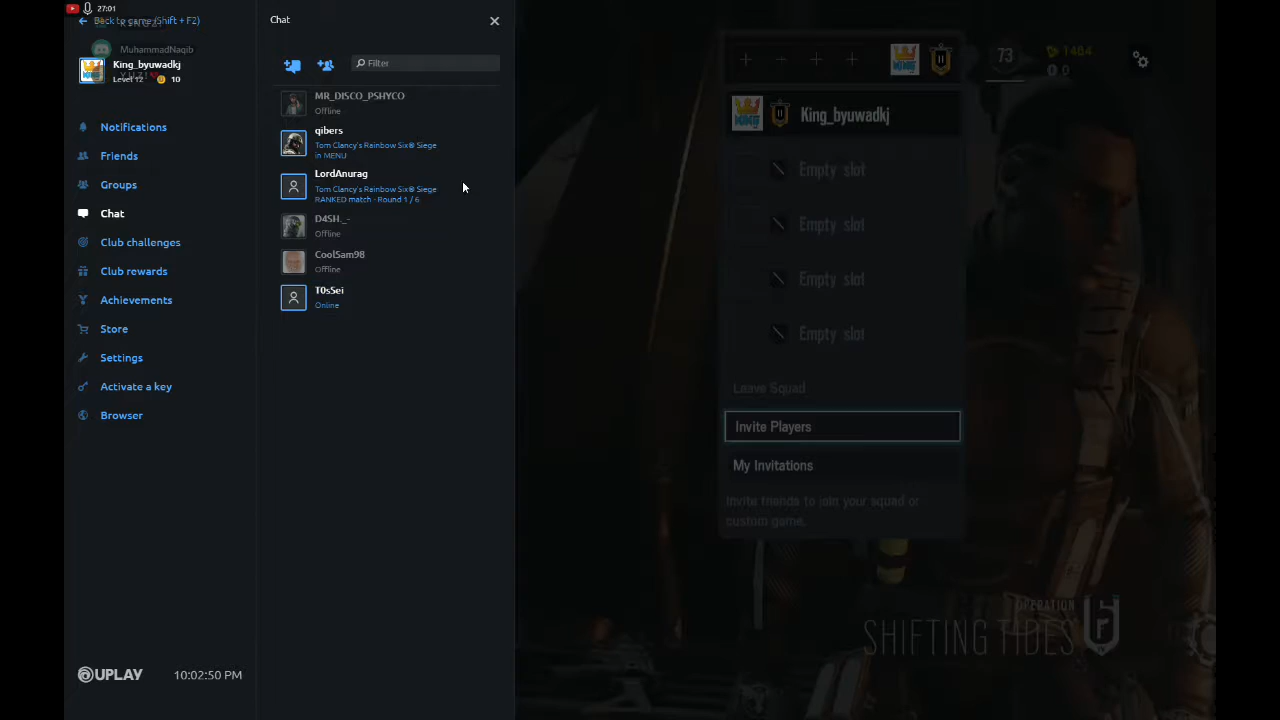 27:01
Back to game (Shift + F2)
MuhammadNaqib
King_byuwadkj
Level 12 10
Notifications
Friends
Groups
Chat
Club challenges
Club rewards
Achievements
Store
Settings
Activate a key
Browser
UPLAY 10:02:50 PM
Chat
Filter
MR_DISCO_PSHYCO
Offline
qibers
Tom Clancy's Rainbow Six® Siege
in MENU
LordAnurag
Tom Clancy's Rainbow Six® Siege
RANKED match - Round 1 / 6
D4SH._-
Offline
CoolSam98
Offline
T0sSei
Online
73 1484
0
King_byuwadkj
Empty slot
Empty slot
Empty slot
Empty slot
Leave Squad
Invite Players
My Invitations
Invite friends to join your squad or
custom game.
OPERATION
SHIFTING TIDES